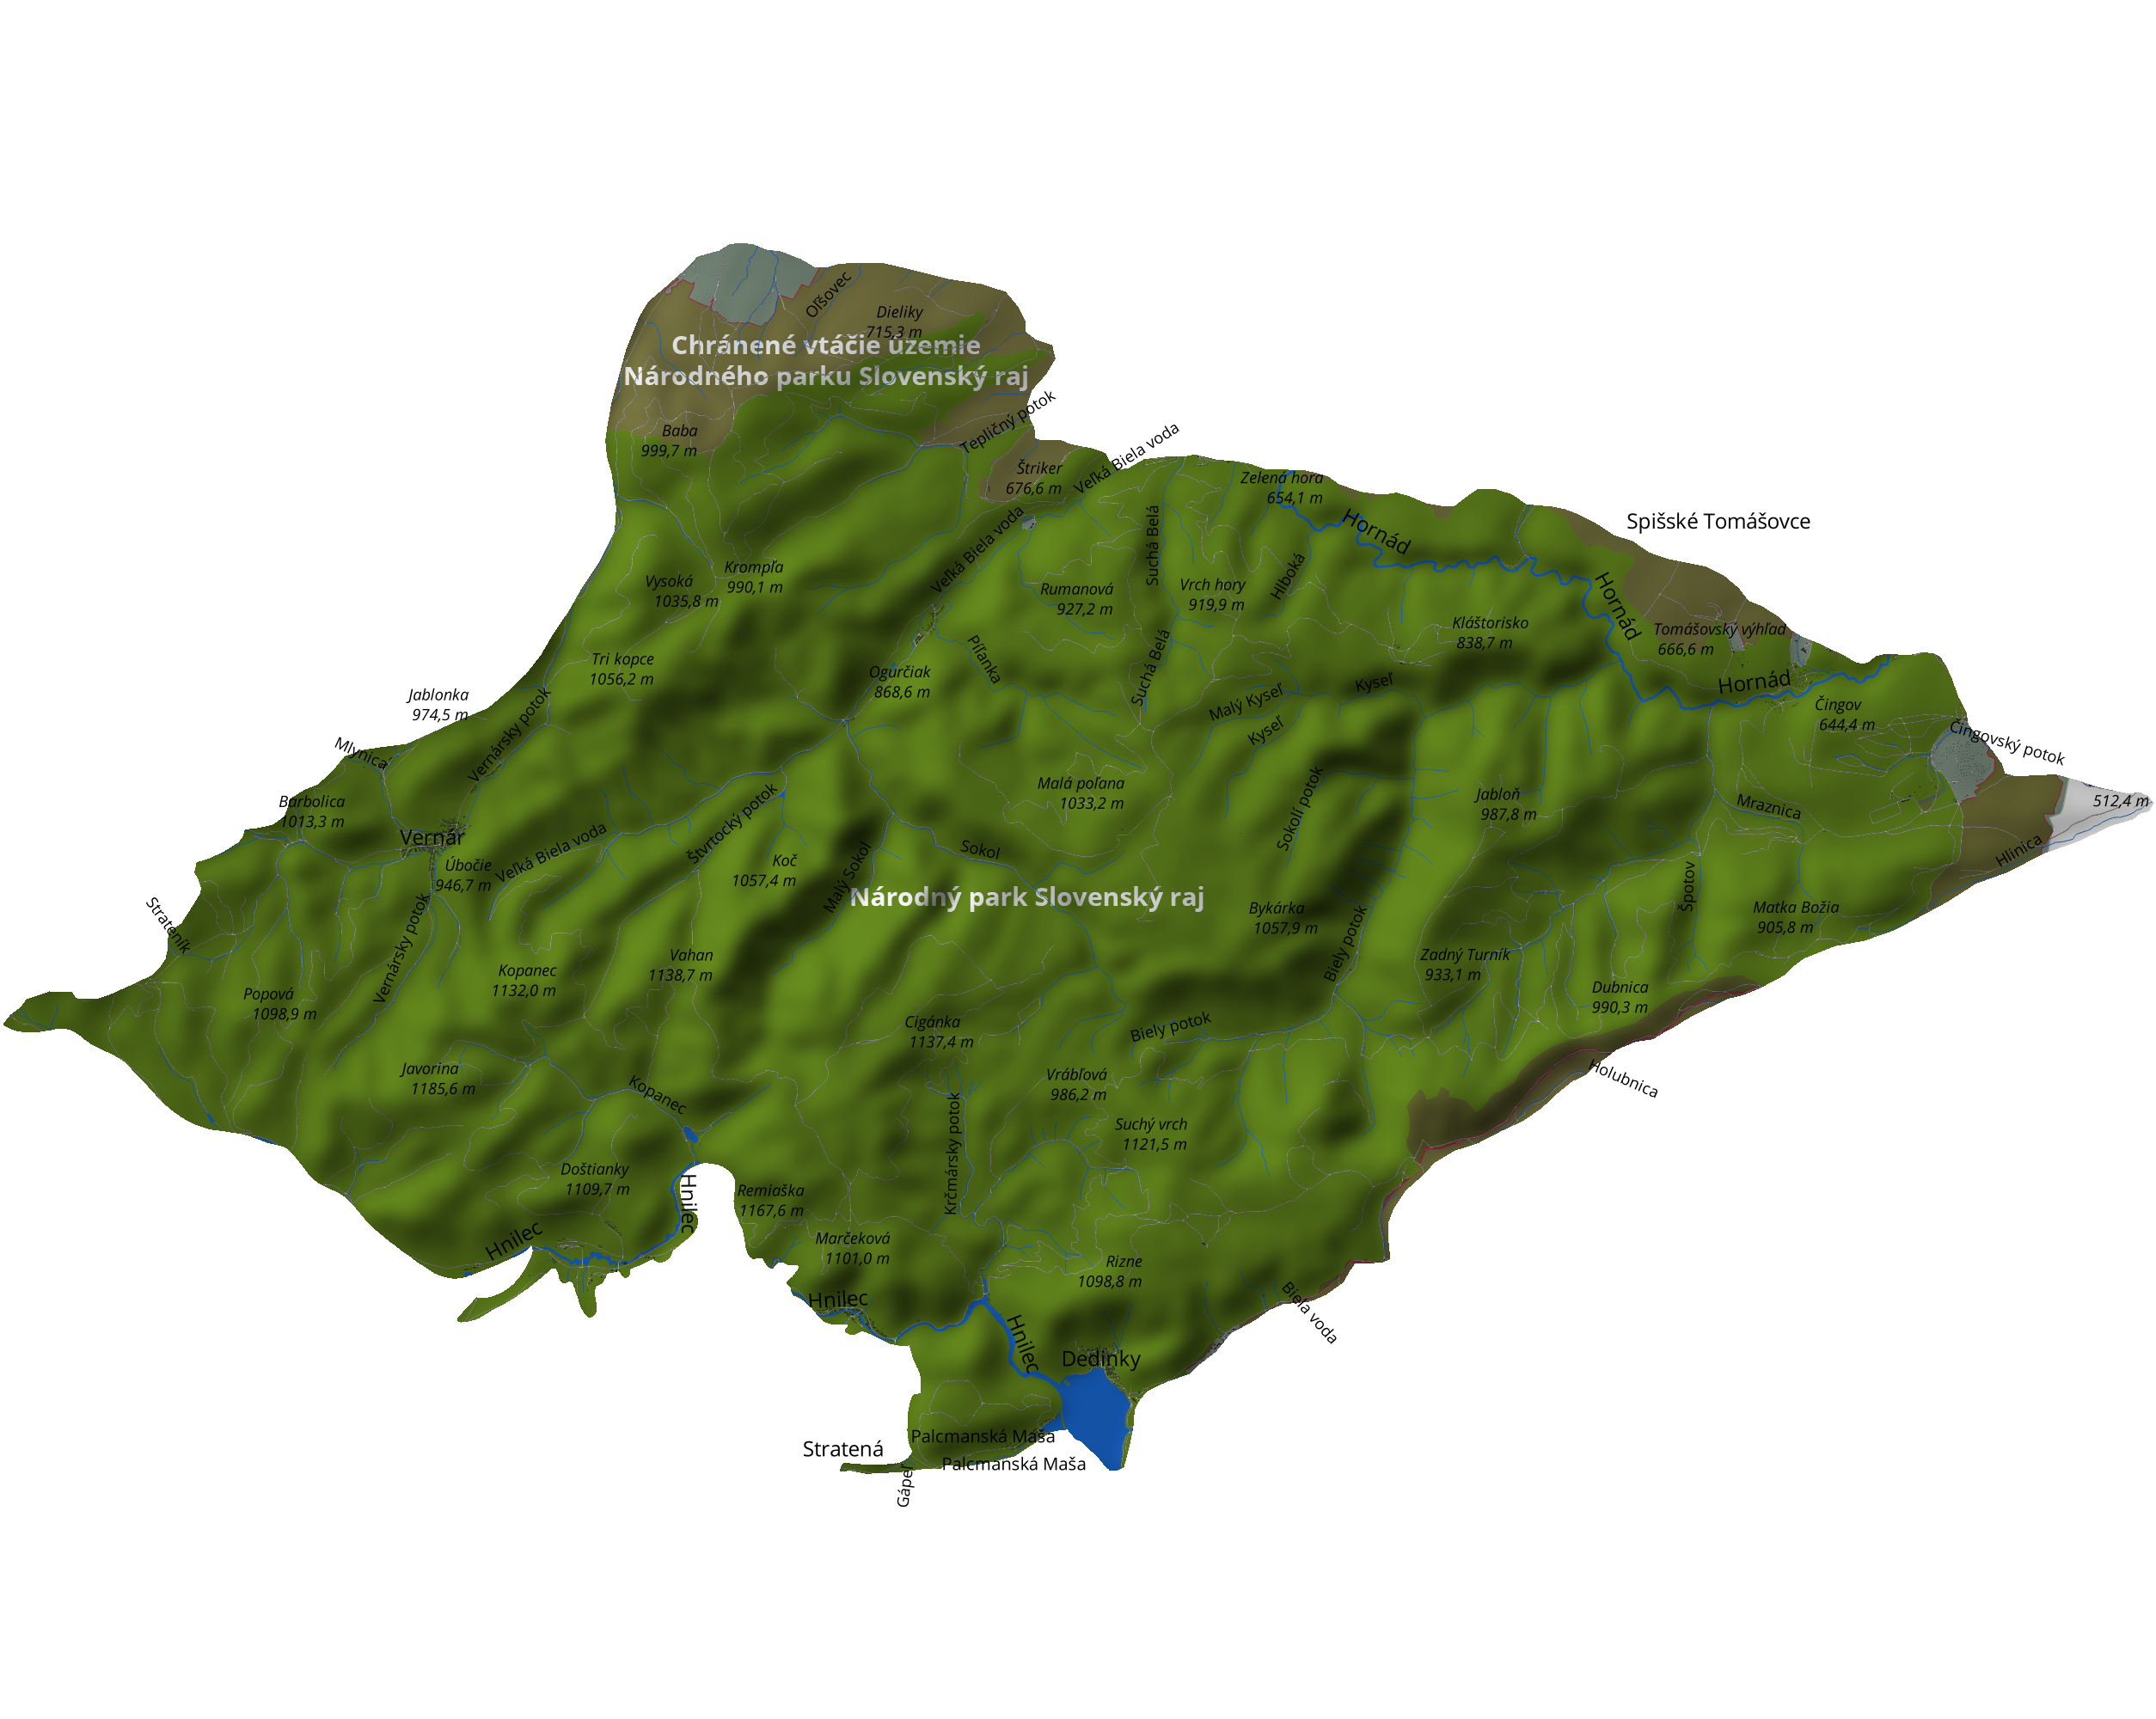 Oľšovec
Dieliky
715,3 m
Chránené vtáčie územie
Národného parku Slovenský raj
Baba
999,7 m
Tepličný potok
Štriker
676,6 m
Veľká Biela voda
Zelená hora
654,1 m
Hornád
Spišské Tomášovce
Veľká Biela voda
Suchá Belá
Krompľa
990,1 m
Vysoká
1035,8 m
Rumanová
927,2 m
Vrch hory
919,9 m
Hlboká
Hornád
Kláštorisko
838,7 m
Tomášovský výhľad
666,6 m
Tri kopce
1056,2 m
Ogurčiak
868,6 m
Píľanka
Suchá Belá
Malý Kyseľ
Kyseľ
Kyseľ
Hornád
Čingov
644,4 m
Jablonka
974,5 m
Vernársky potok
Mlynica
Čingovský potok
Barbolica
1013,3 m
Vernár
Malá poľana
1033,2 m
Sokolí potok
Jabloň
987,8 m
Mraznica
512,4 m
Úbočie
946,7 m
Veľká Biela voda
Štvrtocký potok
Koč
1057,4 m
Malý Sokol
Sokol
Hlinica
Národný park Slovenský raj
Špotov
Matka Božia
905,8 m
Bykárka
1057,9 m
Strateník
Vernársky potok
Biely potok
Vahan
1138,7 m
Kopanec
1132,0 m
Zadný Turník
933,1 m
Popová
1098,9 m
Dubnica
990,3 m
Cigánka
1137,4 m
Biely potok
Javorina
1185,6 m
Kopanec
Vrábľová
986,2 m
Holubnica
Krčmársky potok
Suchý vrch
1121,5 m
Doštianky
1109,7 m
Hnilec
Remiaška
1167,6 m
Hnilec
Marčeková
1101,0 m
Rizne
1098,8 m
Hnilec
Biela voda
Hnilec
Dedinky
Palcmanská Maša
Stratená
Palcmanská Maša
Gápeľ